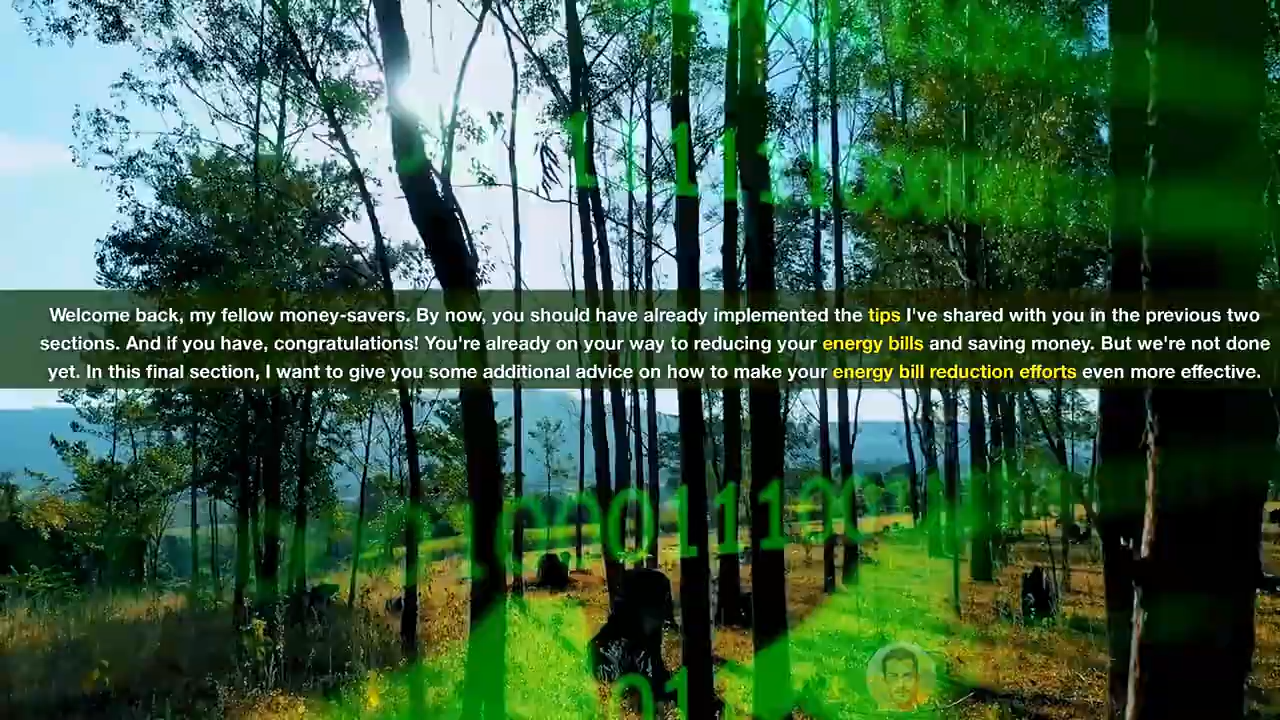 Welcome back, my fellow money-savers. By now, you should have already implemented the tips I've shared with you in the previous two
sections. And if you have, congratulations! You're already on your way to reducing your energy bills and saving money. But we're not done
yet. In this final section, I want to give you some additional advice on how to make your energy bill reduction efforts even more effective.